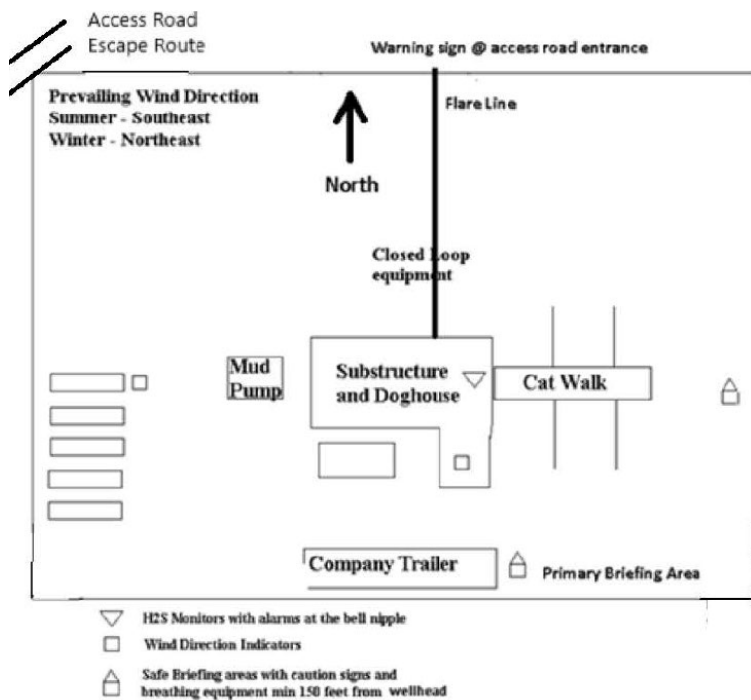 Access Road
Escape Route
Warning sign @ access road entrance
Prevailing Wind Direction
Summer - Southeast
Winter - Northeast
Flare Line
North
Closed Loop
equipment
Mud
Pump
Substructure
and Doghouse
Cat Walk
Company Trailer
Primary Briefing Area
H2S Monitors with alarms at the bell nipple
Wind Direction Indicators
Safe Briefing areas with caution signs and
breathing equipment min 150 feet from wellhead